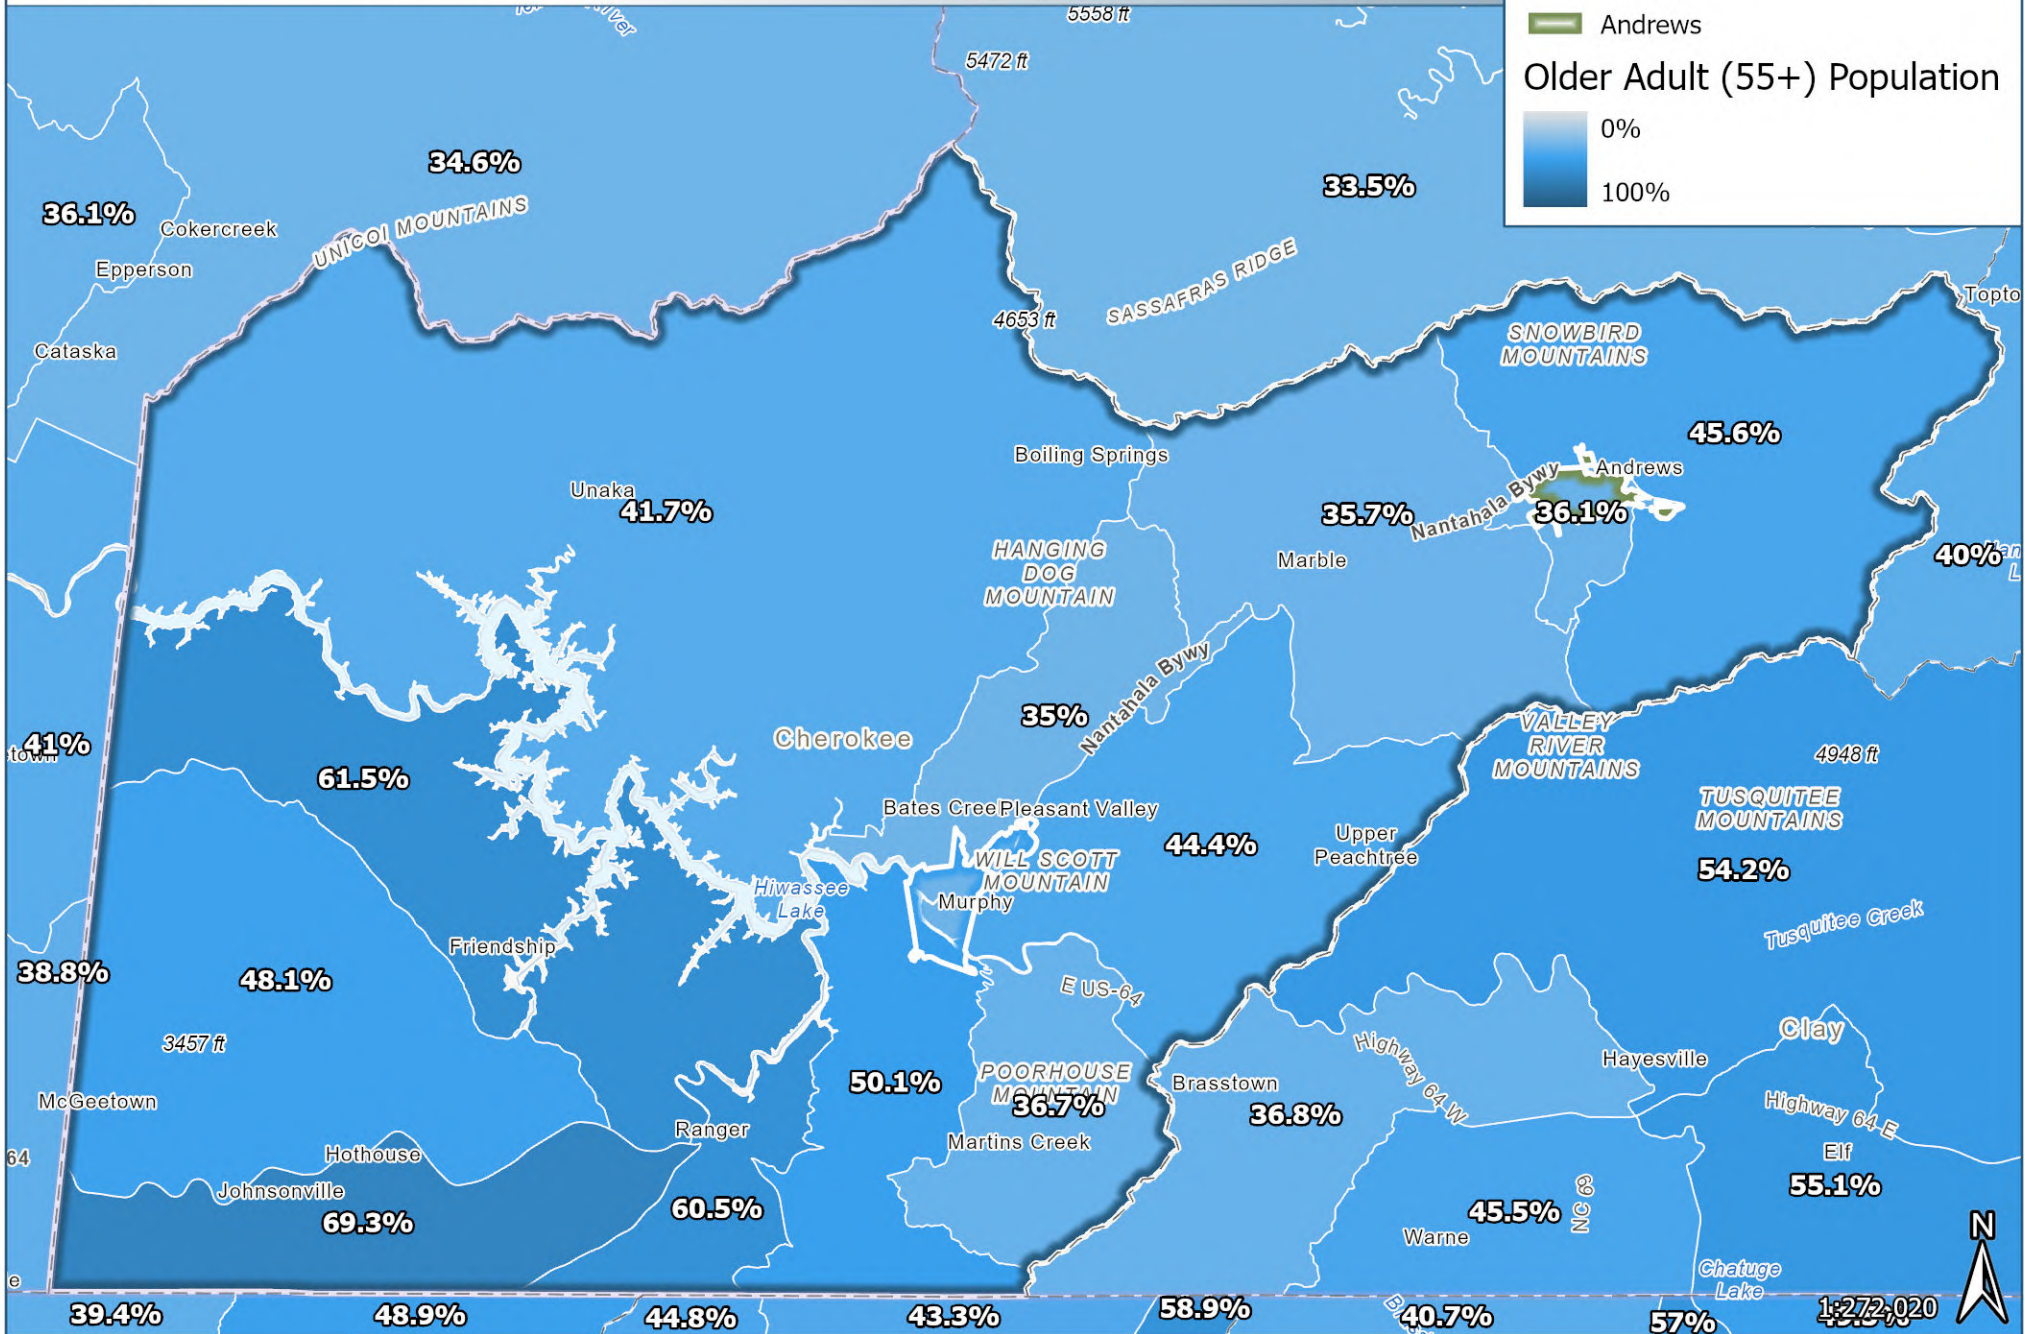 5558 ft
Andrews
5472 ft
Older Adult (55+) Population
0%
100%
34.6%
33.5%
36.1%
Cokercreek
UNICOI MOUNTAINS
Epperson
SASSAFRAS RIDGE
Topto
4653 ft
SNOWBIRD
MOUNTAINS
Cataska
45.6%
Boiling Springs
Andrews
Unaka
41.7%
35.7%
Nantahala Bywy
36.1%
HANGING
DOG
MOUNTAIN
Marble
40%
Nantahala Bywy
35%
Cherokee
VALLEY
RIVER
MOUNTAINS
41%
town
4948 ft
61.5%
TUSQUITEE
MOUNTAINS
Bates Cree
Pleasant Valley
44.4%
Upper
Peachtree
WILL SCOTT
MOUNTAIN
54.2%
Hiwassee
Lake
Murphy
Tusquitee Creek
Friendship
38.8%
48.1%
E US-64
3457 ft
Clay
Highway 64 W
Hayesville
50.1%
POORHOUSE
MOUNTAIN
36.7%
Brasstown
36.8%
McGeetown
Highway 64 E
Ranger
Martins Creek
Hothouse
64
Elf
55.1%
Johnsonville
69.3%
60.5%
45.5%
NC 69
Warne
N
Chatuge
Lake
e
39.4%
48.9%
44.8%
43.3%
58.9%
40.7%
57%
1:272,020